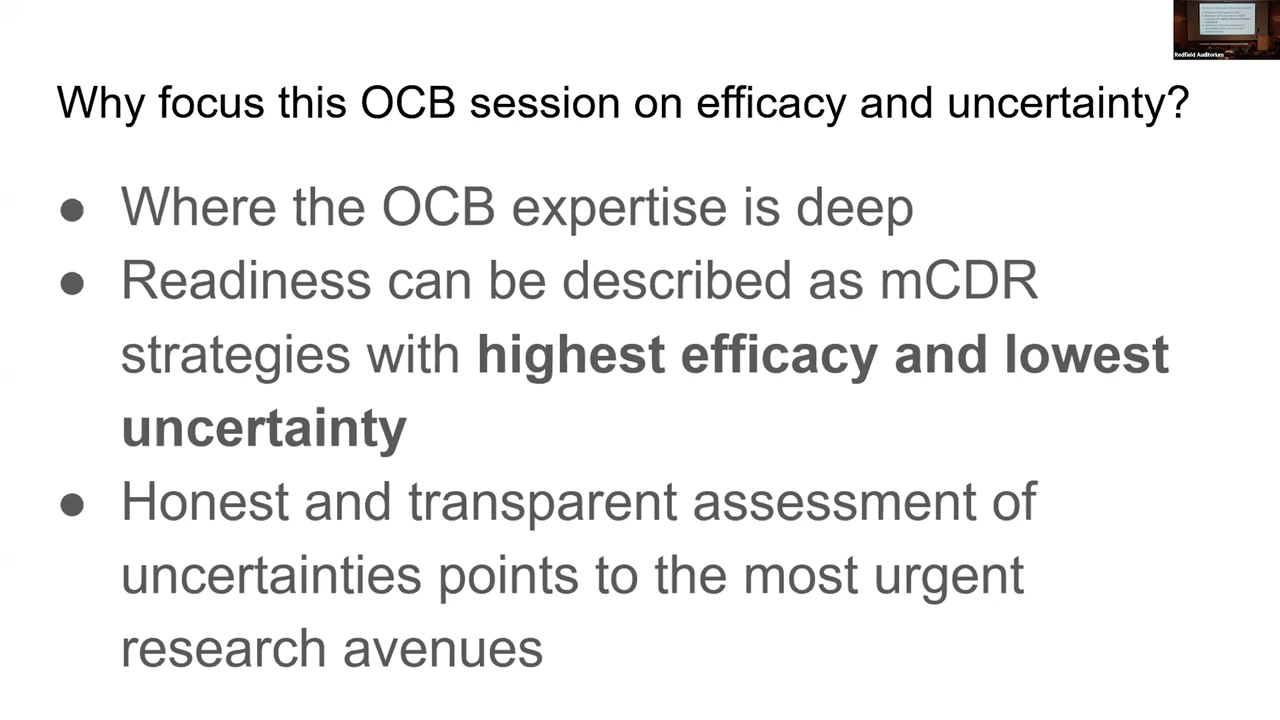 Redfield Auditorium
Why focus this OCB session on efficacy and uncertainty?
● Where the OCB expertise is deep
● Readiness can be described as mCDR
strategies with highest efficacy and lowest
uncertainty
● Honest and transparent assessment of
uncertainties points to the most urgent
research avenues